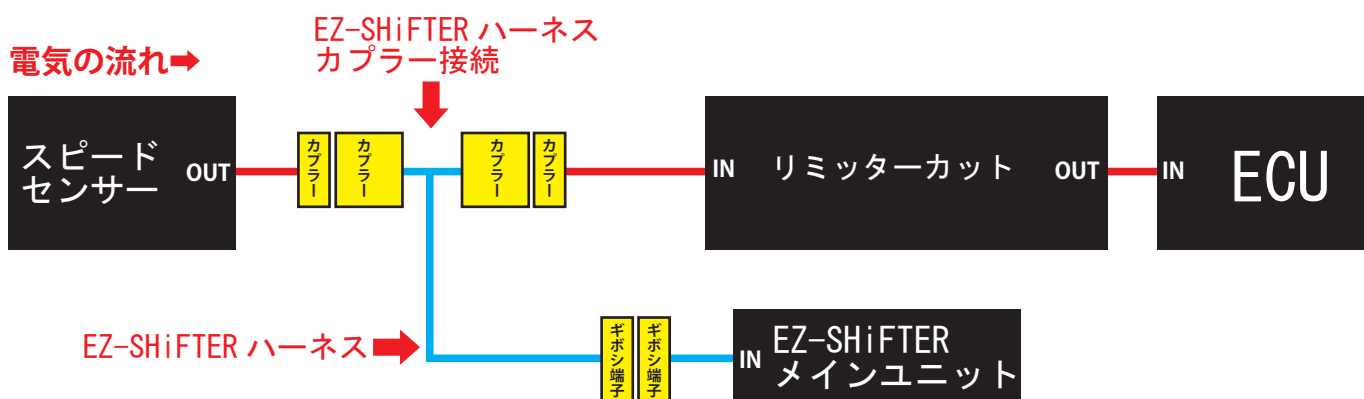 EZ-SHiFTER ハーネス
カプラー接続
電気の流れ➡
スピード
センサー
OUT
カプラー
カプラー
カプラー
カプラー
IN
リミッターカット
OUT
IN
ECU
EZ-SHiFTER ハーネス
ギボシ端子
ギボシ端子
IN
EZ-SHiFTER
メインユニット